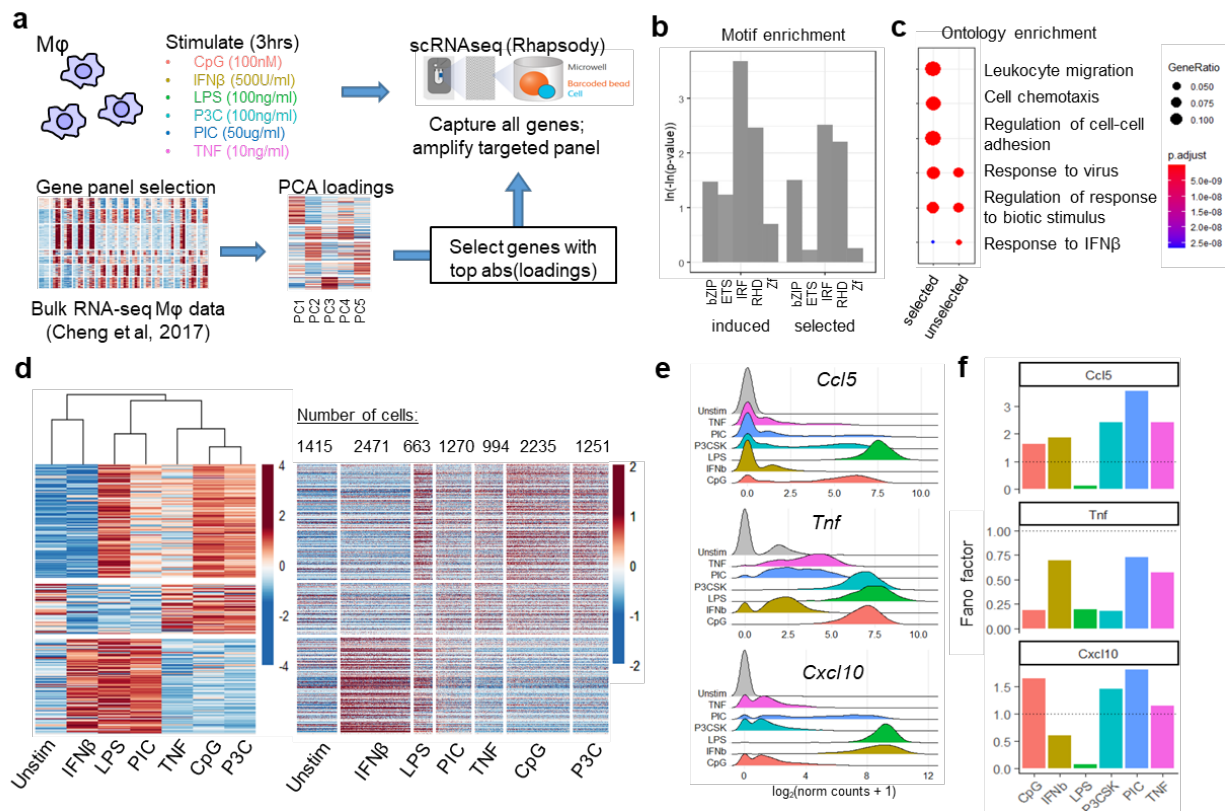 a
Mφ
Stimulate (3hrs)
• CpG (100nM)
• IFNβ (500U/ml)
• LPS (100ng/ml)
• P3C (100ng/ml)
• PIC (50ug/ml)
• TNF (10ng/ml)
scRNAseq (Rhapsody)
Microwell
Barcoded bead
Cell
Capture all genes;
amplify targeted panel
Gene panel selection
PCA loadings
PC1
PC2
PC3
PC4
PC5
Select genes with
top abs(loadings)
Bulk RNA-seq Mφ data
(Cheng et al, 2017)
b
Motif enrichment
ln(-ln(p-value))
3
2
1
0
bZIP
ETS
IRF
RHD
Zf
bZIP
ETS
IRF
RHD
Zf
induced
selected
c
Ontology enrichment
Leukocyte migration
Cell chemotaxis
Regulation of cell-cell
adhesion
Response to virus
Regulation of response
to biotic stimulus
Response to IFNβ
selected
unselected
GeneRatio
0.050
0.075
0.100
p.adjust
5.0e-09
1.0e-08
1.5e-08
2.0e-08
2.5e-08
d
4
2
0
-2
-4
Unstim
IFNβ
LPS
PIC
TNF
CpG
P3C
Number of cells:
1415 2471 663 1270 994 2235 1251
2
1
0
-1
-2
Unstim
IFNβ
LPS
PIC
TNF
CpG
P3C
e
Ccl5
Unstim
TNF
PIC
P3CSK
LPS
IFNb
CpG
0.0 2.5 5.0 7.5 10.0
Tnf
Unstim
TNF
PIC
P3CSK
LPS
IFNb
CpG
0.0 2.5 5.0 7.5 10.0
Cxcl10
Unstim
TNF
PIC
P3CSK
LPS
IFNb
CpG
0 4 8 12
log₂(norm counts + 1)
f
Fano factor
Ccl5
3
2
1
0
Tnf
1.00
0.75
0.50
0.25
0.00
Cxcl10
1.5
1.0
0.5
0.0
CpG
IFNb
LPS
P3CSK
PIC
TNF